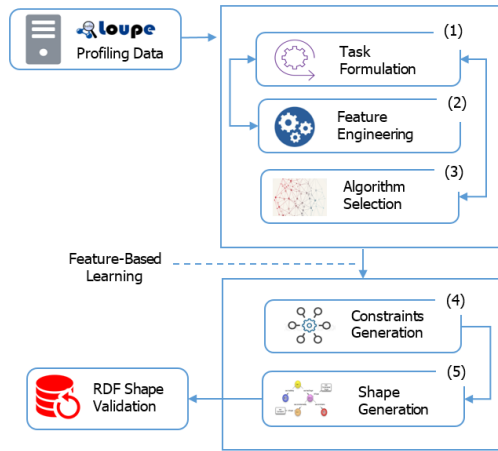 Loupe
Profiling Data
(1)
Task
Formulation
(2)
Feature
Engineering
(3)
Algorithm
Selection
Feature-Based
Learning
(4)
Constraints
Generation
(5)
Shape
Generation
RDF Shape
Validation